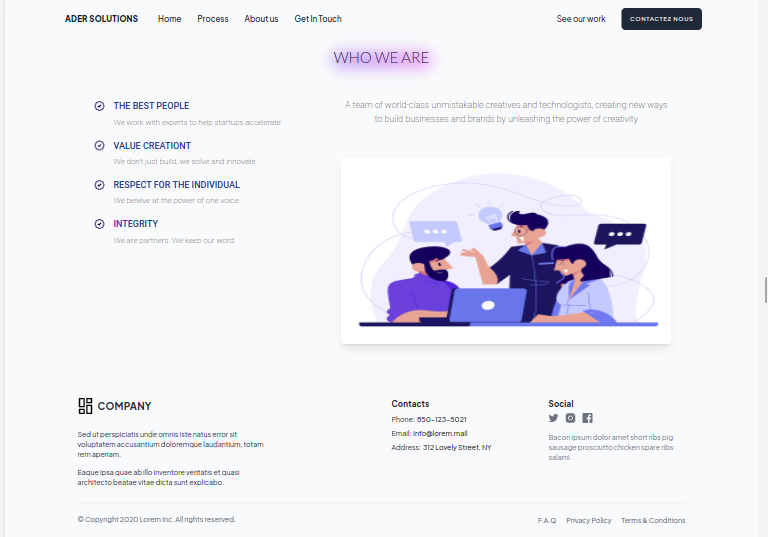 ADER SOLUTIONS Home Process About us Get In Touch See our work CONTACTEZ NOUS
WHO WE ARE
THE BEST PEOPLE
We work with experts to help startups accelerate
VALUE CREATIONT
We don't just build, we solve and innovate
RESPECT FOR THE INDIVIDUAL
We believe at the power of one voice
INTEGRITY
We are partners. We keep our word
A team of world-class unmistakable creatives and technologists, creating new ways
to build businesses and brands by unleashing the power of creativity
COMPANY
Sed ut perspiciatis unde omnis iste natus error sit
voluptatem accusantium doloremque laudantium, totam
rem aperiam.
Eaque ipsa quae ab illo inventore veritatis et quasi
architecto beatae vitae dicta sunt explicabo.
Contacts
Phone: 850-123-5021
Email: info@lorem.mail
Address: 312 Lovely Street, NY
Social
Bacon ipsum dolor amet short ribs pig
sausage prosciutto chicken spare ribs
salami.
© Copyright 2020 Lorem Inc. All rights reserved.
F.A.Q Privacy Policy Terms & Conditions